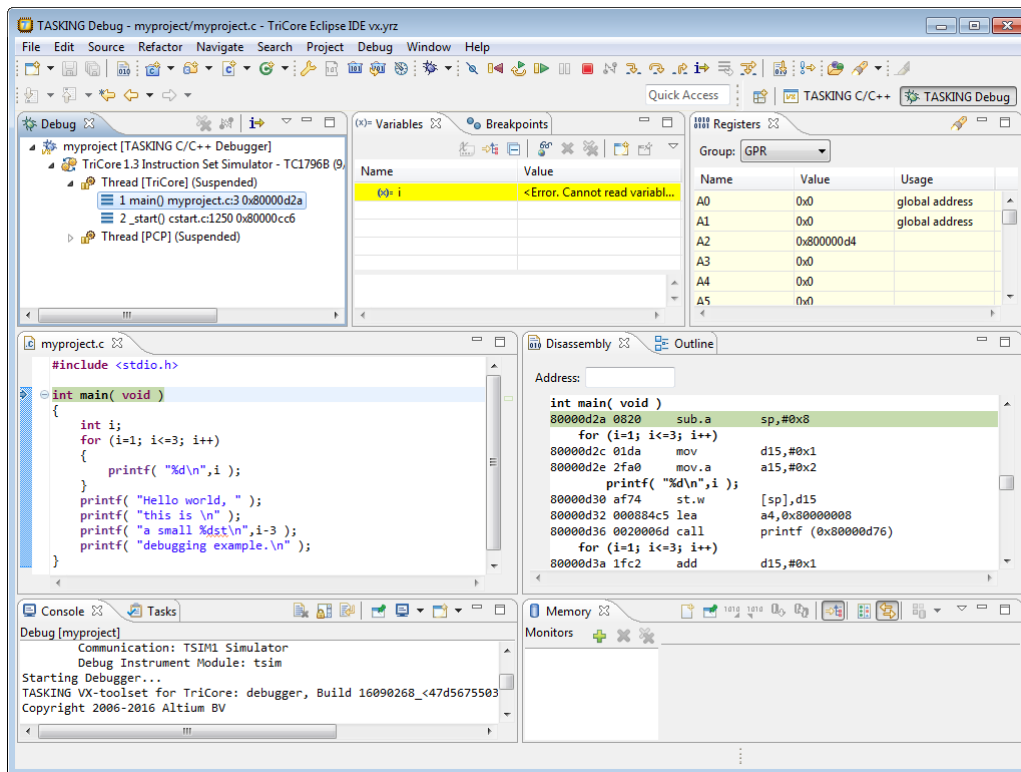 TASKING Debug - myproject/myproject.c - TriCore Eclipse IDE vx.yrz
File Edit Source Refactor Navigate Search Project Debug Window Help
Quick Access
TASKING C/C++
TASKING Debug
Debug
myproject [TASKING C/C++ Debugger]
TriCore 1.3 Instruction Set Simulator - TC1796B (9/
Thread [TriCore] (Suspended)
1 main() myproject.c:3 0x80000d2a
2 _start() cstart.c:1250 0x80000cc6
Thread [PCP] (Suspended)
(x)= Variables
Breakpoints
Name Value
(x)= i <Error. Cannot read variabl...
Registers
Group: GPR
Name Value Usage
A0 0x0 global address
A1 0x0 global address
A2 0x800000d4
A3 0x0
A4 0x0
A5 0x0
myproject.c
#include <stdio.h>
int main( void )
{
int i;
for (i=1; i<=3; i++)
{
printf( "%d\n",i );
}
printf( "Hello world, " );
printf( "this is \n" );
printf( "a small %dst\n",i-3 );
printf( "debugging example.\n" );
}
Disassembly
Outline
Address:
int main( void )
80000d2a 0820 sub.a sp,#0x8
for (i=1; i<=3; i++)
80000d2c 01da mov d15,#0x1
80000d2e 2fa0 mov.a a15,#0x2
printf( "%d\n",i );
80000d30 af74 st.w [sp],d15
80000d32 000884c5 lea a4,0x80000008
80000d36 0020006d call printf (0x80000d76)
for (i=1; i<=3; i++)
80000d3a 1fc2 add d15,#0x1
Console
Tasks
Debug [myproject]
Communication: TSIM1 Simulator
Debug Instrument Module: tsim
Starting Debugger...
TASKING VX-toolset for TriCore: debugger, Build 16090268_<47d5675503
Copyright 2006-2016 Altium BV
Memory
Monitors